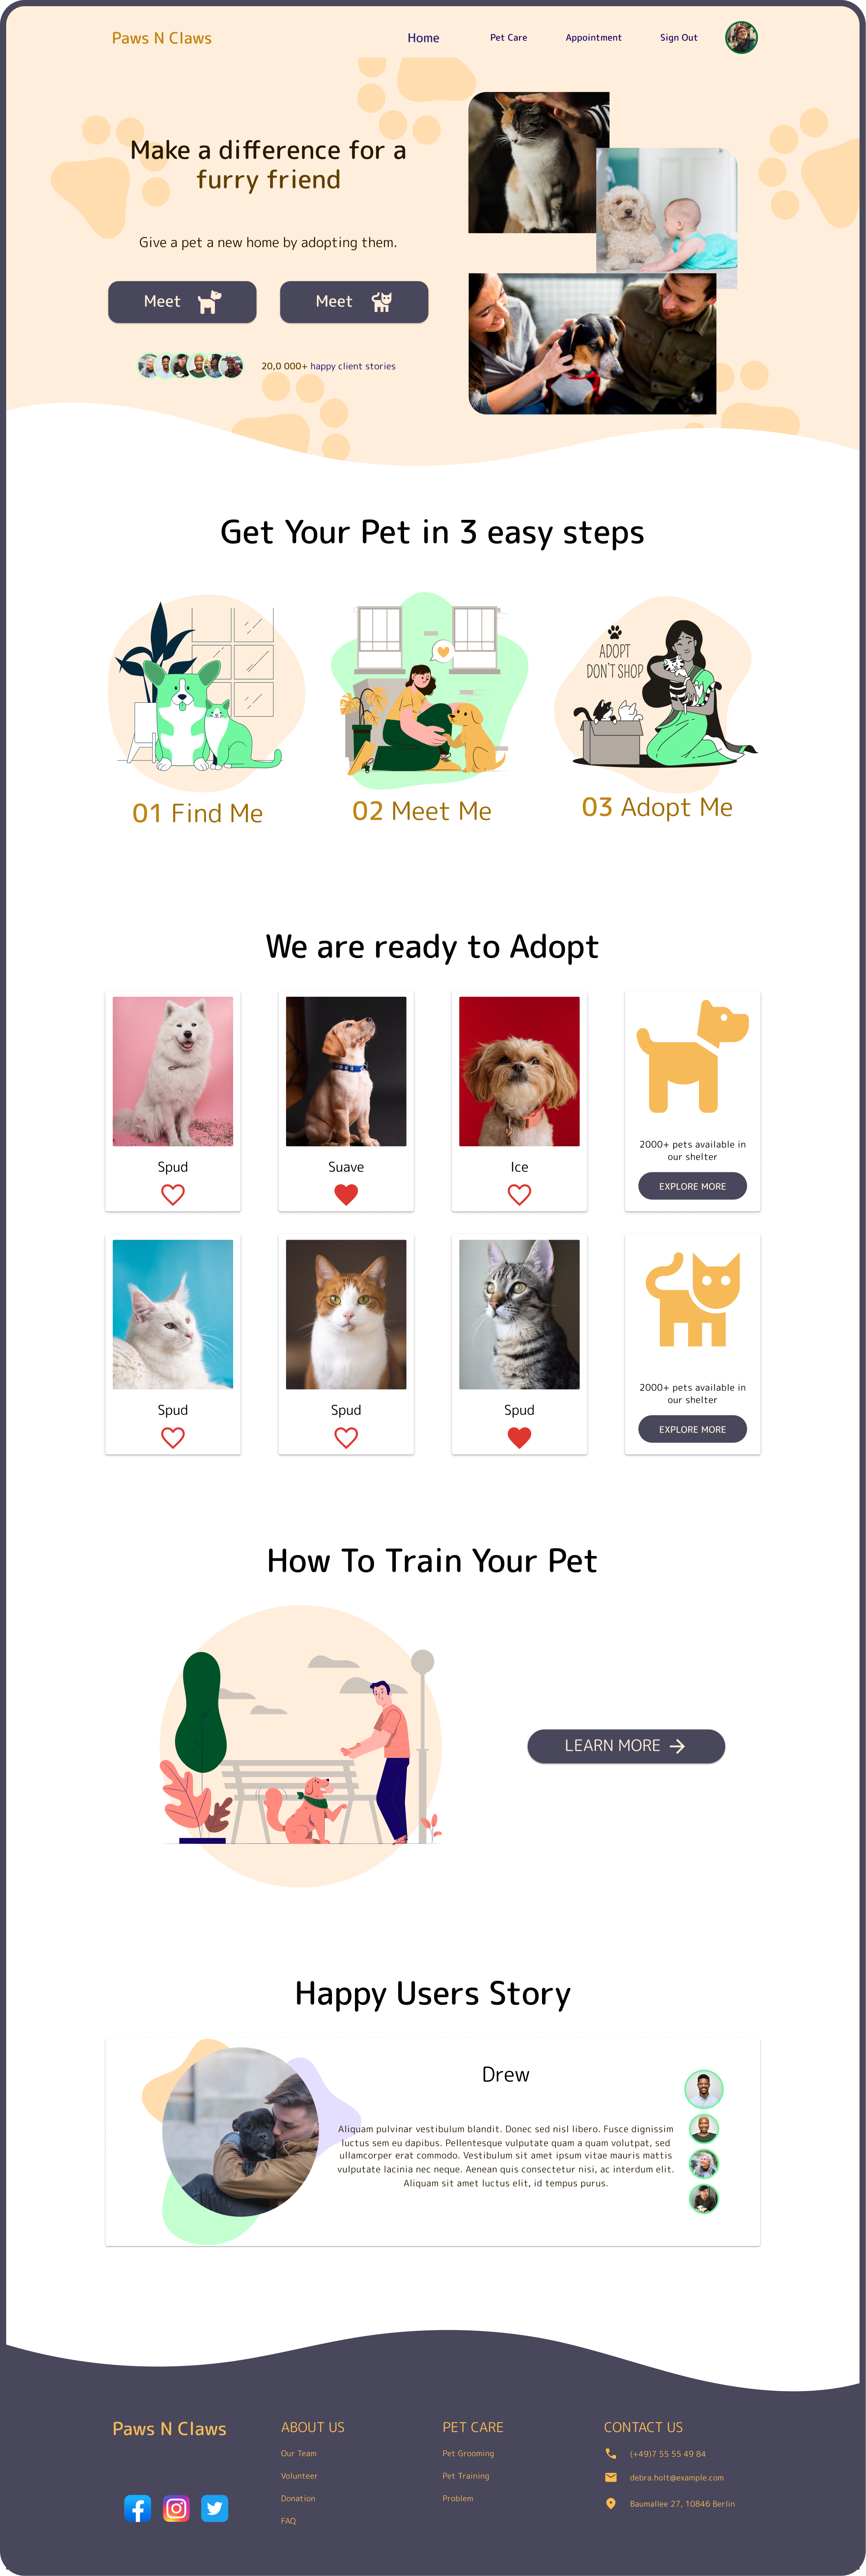 Paws N Claws
Home
Pet Care
Appointment
Sign Out
Make a difference for a
furry friend
Give a pet a new home by adopting them.
Meet
Meet
20,0 000+ happy client stories
Get Your Pet in 3 easy steps
ADOPT
DON'T SHOP
01 Find Me
02 Meet Me
03 Adopt Me
We are ready to Adopt
Spud
Suave
Ice
2000+ pets available in
our shelter
EXPLORE MORE
Spud
Spud
Spud
2000+ pets available in
our shelter
EXPLORE MORE
How To Train Your Pet
LEARN MORE
Happy Users Story
Drew
Aliquam pulvinar vestibulum blandit. Donec sed nisl libero. Fusce dignissim
luctus sem eu dapibus. Pellentesque vulputate quam a quam volutpat, sed
ullamcorper erat commodo. Vestibulum sit amet ipsum vitae mauris mattis
vulputate lacinia nec neque. Aenean quis consectetur nisi, ac interdum elit.
Aliquam sit amet luctus elit, id tempus purus.
Paws N Claws
ABOUT US
Our Team
Volunteer
Donation
FAQ
PET CARE
Pet Grooming
Pet Training
Problem
CONTACT US
(+49)7 55 55 49 84
debra.holt@example.com
Baumallee 27, 10846 Berlin